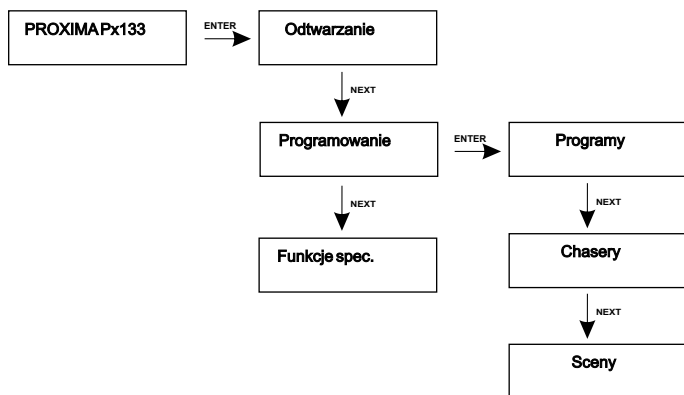 PROXIMA Px133
ENTER
Odtwarzanie
NEXT
Programowanie
ENTER
Programy
NEXT
NEXT
Funkcje spec.
Chasery
NEXT
Sceny